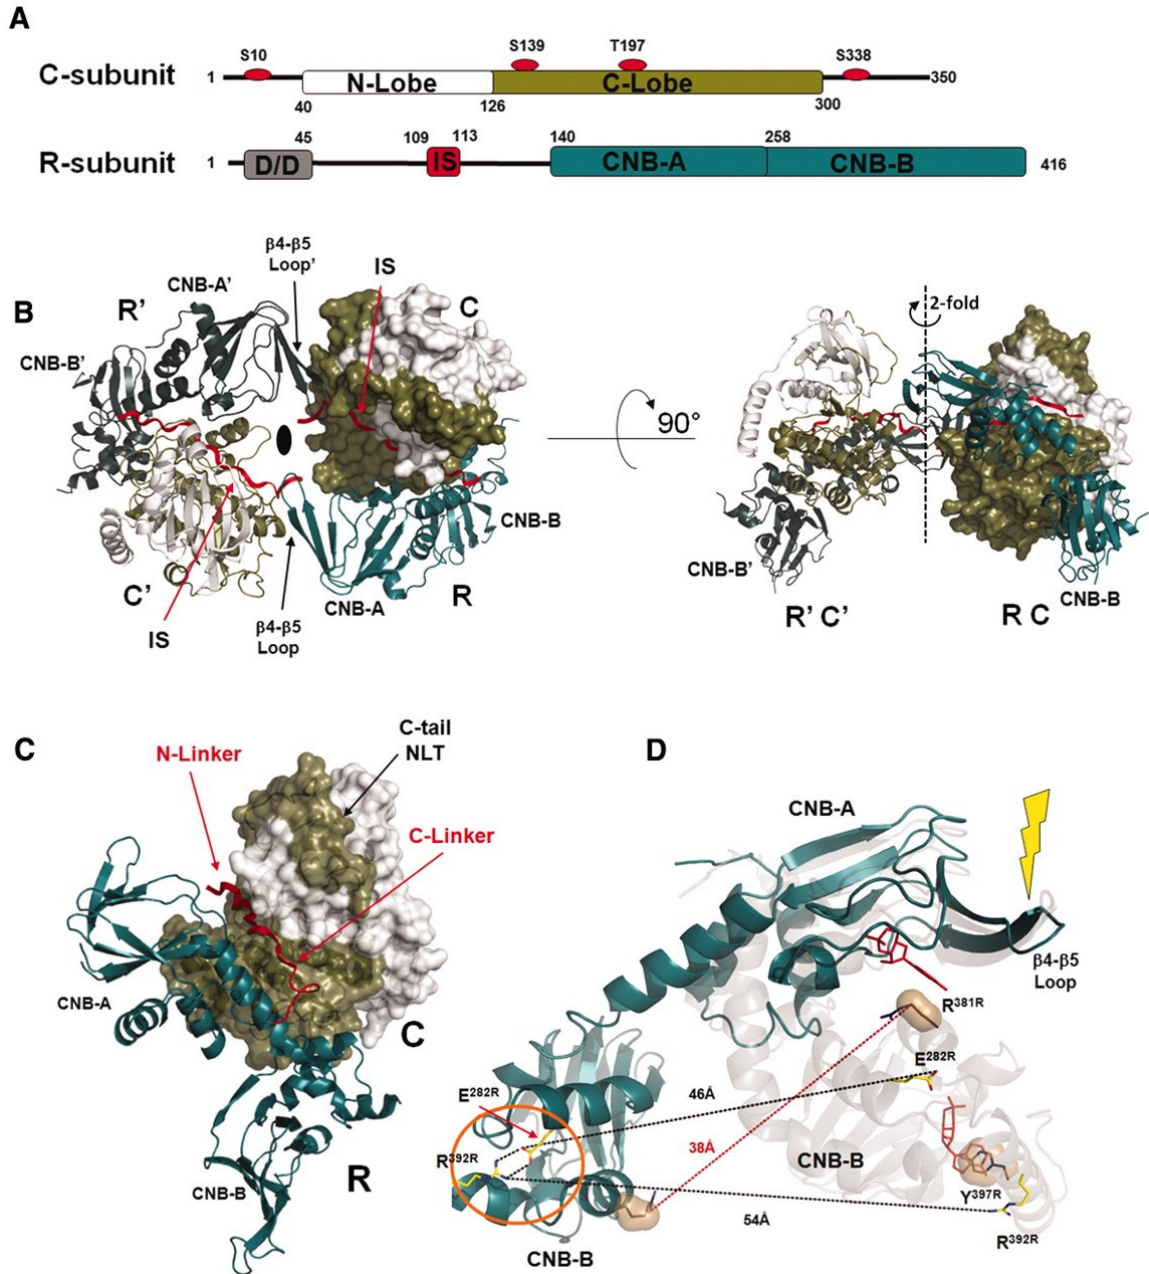 A
S10
S139
T197
S338
C-subunit
1
N-Lobe
C-Lobe
350
40
126
300
R-subunit
1
D/D
45
109
IS
113
140
CNB-A
258
CNB-B
416
B
β4-β5
Loop’
IS
CNB-A’
R’
C
CNB-B’
CNB-B
C’
CNB-A
R
IS
β4-β5
Loop
90°
2-fold
CNB-B’
CNB-B
R’ C’
R C
C
C-tail
NLT
N-Linker
C-Linker
CNB-A
C
CNB-B
R
D
CNB-A
β4-β5
Loop
R381R
E282R
E282R
46Å
38Å
R392R
CNB-B
Y397R
54Å
R392R
CNB-B